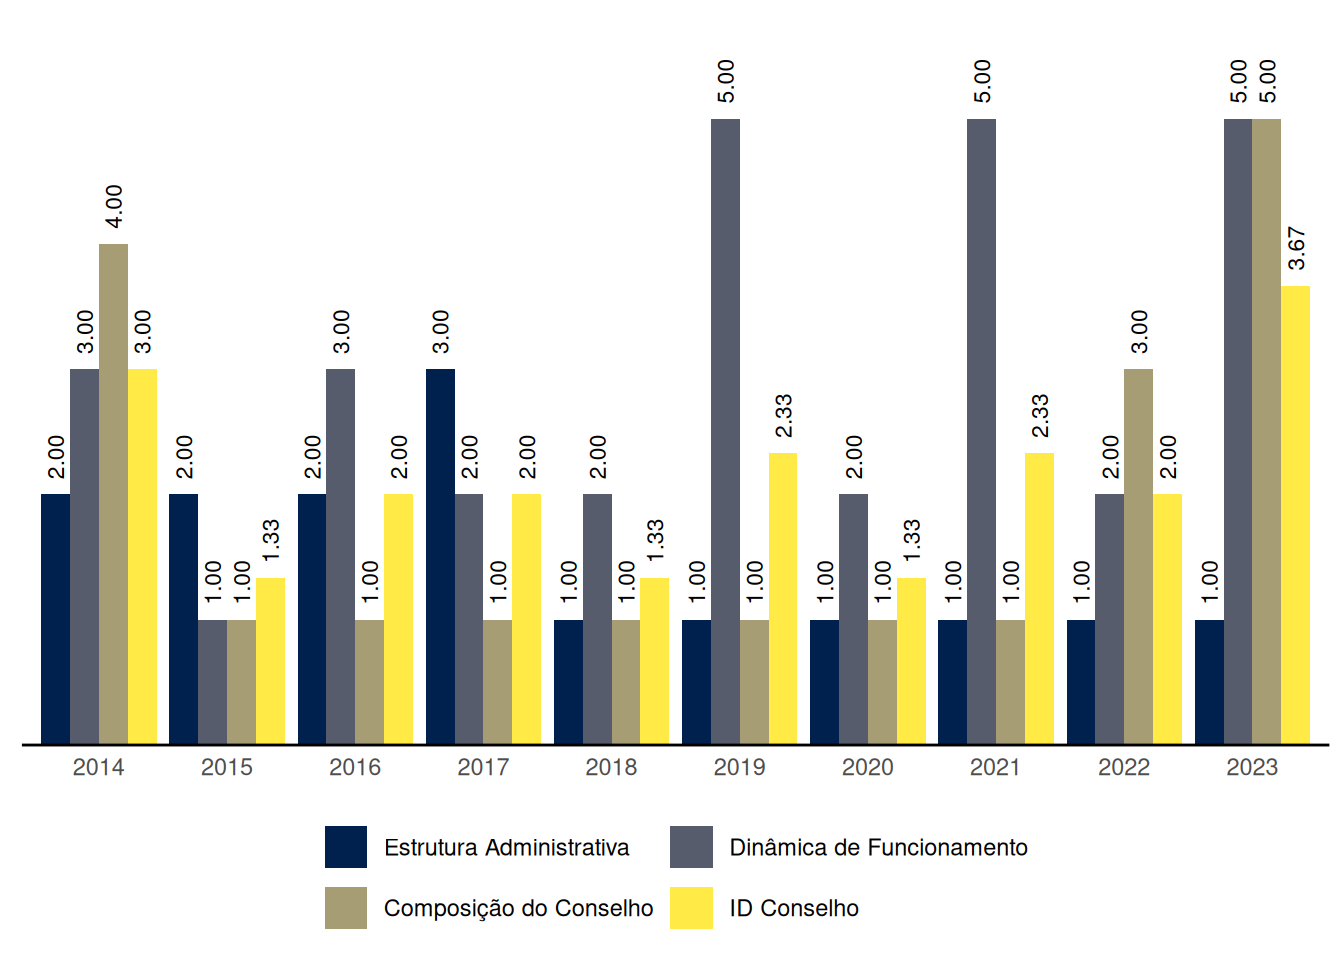 2.00 3.00 4.00 3.00
2.00 1.00 1.00 1.33
2.00 3.00 1.00 2.00
3.00 2.00 1.00 2.00
1.00 2.00 1.00 1.33
1.00 5.00 1.00 2.33
1.00 2.00 1.00 1.33
1.00 5.00 1.00 2.33
1.00 2.00 3.00 2.00
1.00 5.00 5.00 3.67
2014 2015 2016 2017 2018 2019 2020 2021 2022 2023
Estrutura Administrativa Dinâmica de Funcionamento
Composição do Conselho ID Conselho